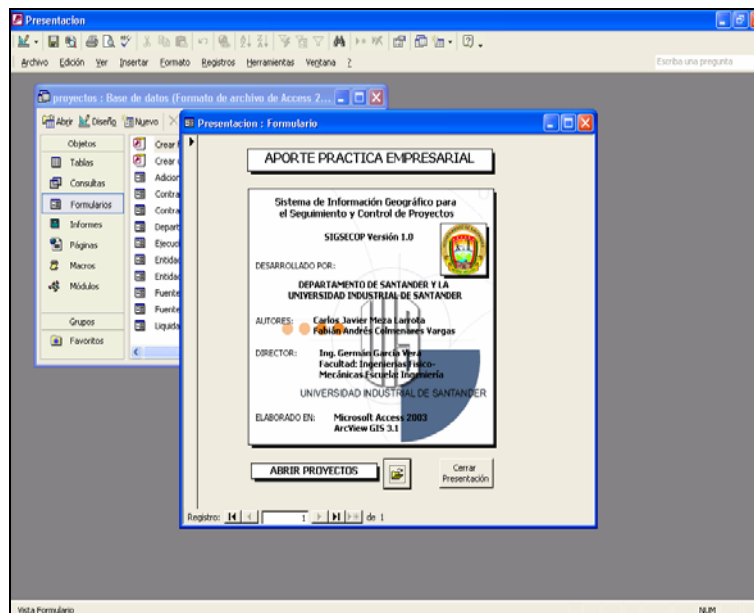 Presentacion
Archivo Edición Ver Insertar Formato Registros Herramientas Ventana ?
Escriba una pregunta
proyectos : Base de datos (Formato de archivo de Access 2...
Abrir Diseño Nuevo
Objetos
Tablas
Consultas
Formularios
Informes
Páginas
Macros
Módulos
Grupos
Favoritos
Crear
Crear
Adicion
Contra
Contra
Depart
Ejecuci
Entidad
Entidad
Fuente
Fuente
Liquida
Presentacion : Formulario
APORTE PRACTICA EMPRESARIAL
Sistema de Información Geográfico para
el Seguimiento y Control de Proyectos
SIGSECOP Versión 1.0
DESARROLLADO POR:
DEPARTAMENTO DE SANTANDER Y LA
UNIVERSIDAD INDUSTRIAL DE SANTANDER
AUTORES: Carlos Javier Meza Larrota
Fabián Andrés Colmenares Vargas
DIRECTOR: Ing. Germán García Vera
Facultad: Ingenierías Físico-
Mecánicas Escuela: Ingeniería
UNIVERSIDAD INDUSTRIAL DE SANTANDER
ELABORADO EN: Microsoft Access 2003
ArcView GIS 3.1
ABRIR PROYECTOS
Cerrar
Presentación
Registro: 1 de 1
Vista Formulario
NUM